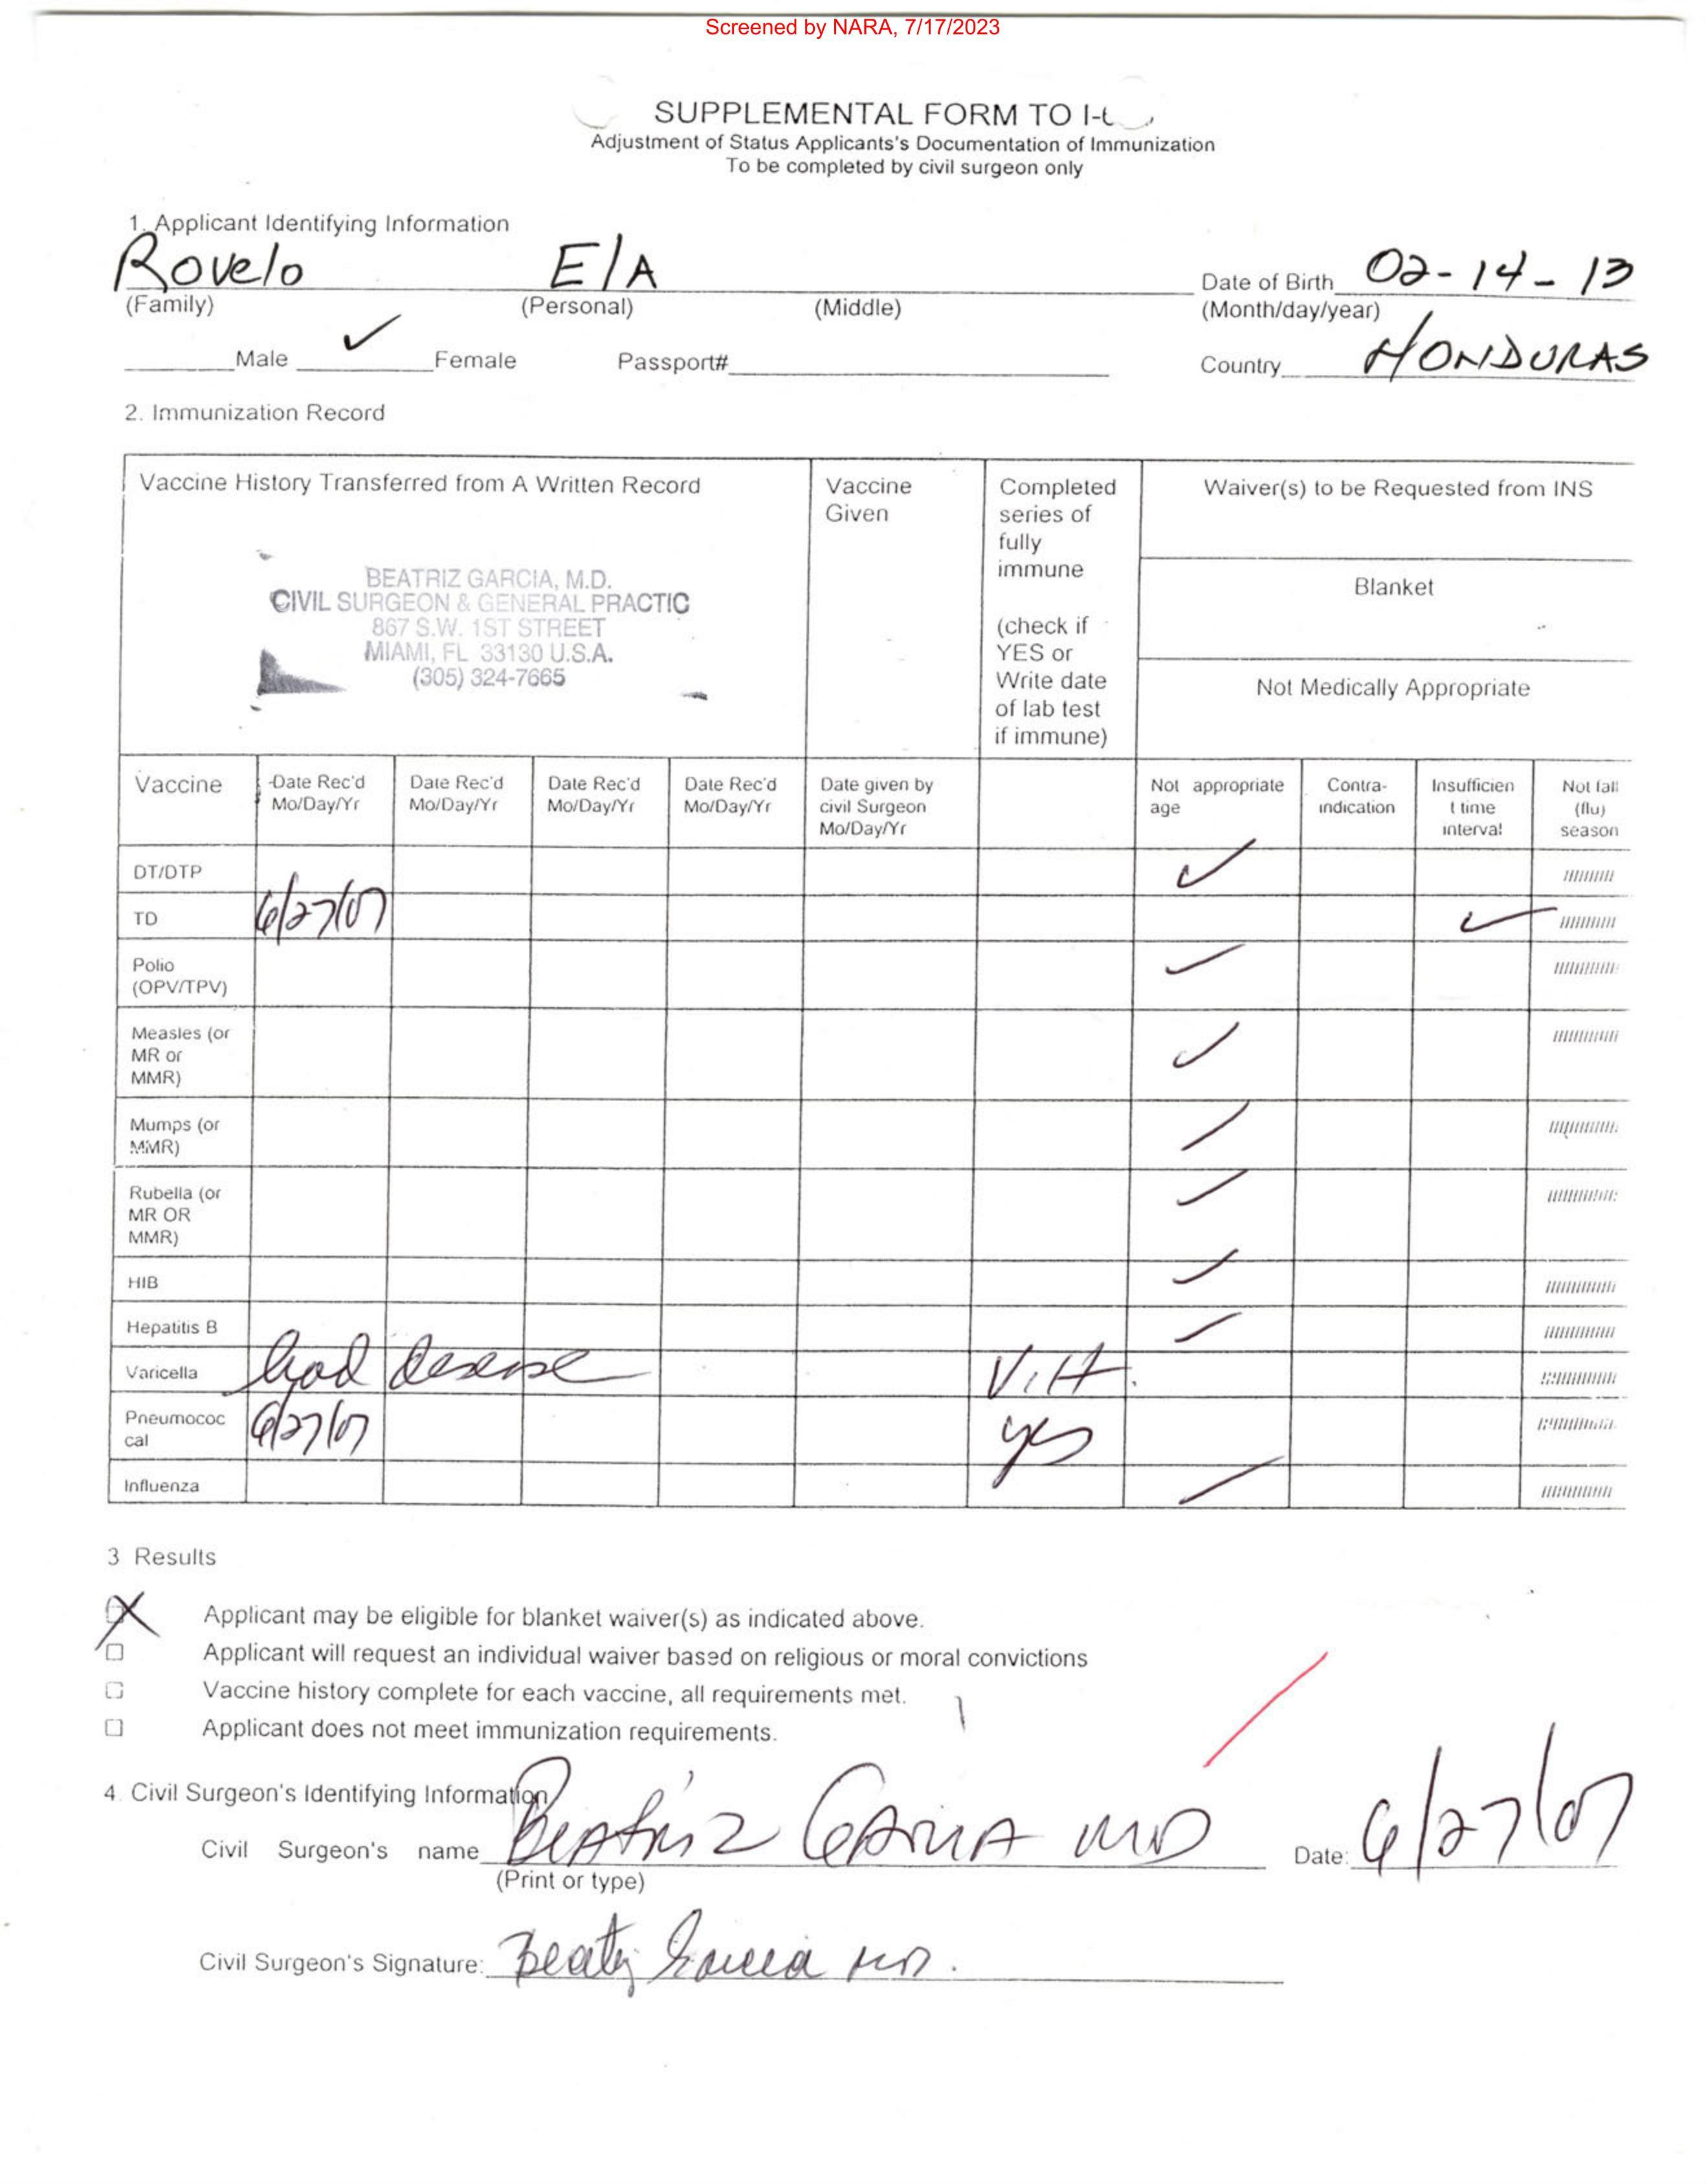 Screened by NARA, 7/17/2023
SUPPLEMENTAL FORM TO I-
Adjustment of Status Applicants's Documentation of Immunization
To be completed by civil surgeon only
1. Applicant Identifying Information
Rovelo E/A Date of Birth 02-14-13
(Family) (Personal) (Middle) (Month/day/year)
Male ✓ Female Passport# Country HONDURAS
2. Immunization Record
Vaccine History Transferred from A Written Record
BEATRIZ GARCIA, M.D.
CIVIL SURGEON & GENERAL PRACTIC
867 S.W. 1ST STREET
MIAMI, FL 33130 U.S.A.
(305) 324-7665
Vaccine
Given
Completed
series of
fully
immune
(check if
YES or
Write date
of lab test
if immune)
Waiver(s) to be Requested from INS
Blanket
Not Medically Appropriate
Vaccine
-Date Rec'd
Mo/Day/Yr
Date Rec'd
Mo/Day/Yr
Date Rec'd
Mo/Day/Yr
Date Rec'd
Mo/Day/Yr
Date given by
civil Surgeon
Mo/Day/Yr
Not appropriate
age
Contra-
indication
Insufficien
t time
interval
Not fall
(flu)
season
DT/DTP ✓ //////////
TD 6/27/07 ✓ //////////
Polio
(OPV/TPV) ✓ //////////
Measles (or
MR or
MMR) ✓ //////////
Mumps (or
MMR) ✓ //////////
Rubella (or
MR OR
MMR) ✓ //////////
HIB ✓ //////////
Hepatitis B ✓ //////////
Varicella had desease V.H. //////////
Pneumococ
cal 6/27/07 yes //////////
Influenza ✓ //////////
3 Results
X Applicant may be eligible for blanket waiver(s) as indicated above.
☐ Applicant will request an individual waiver based on religious or moral convictions
☐ Vaccine history complete for each vaccine, all requirements met.
☐ Applicant does not meet immunization requirements.
4. Civil Surgeon's Identifying Information
Civil Surgeon's name Beatriz Garcia MD Date: 6/27/07
(Print or type)
Civil Surgeon's Signature: Beatriz Garcia MD.